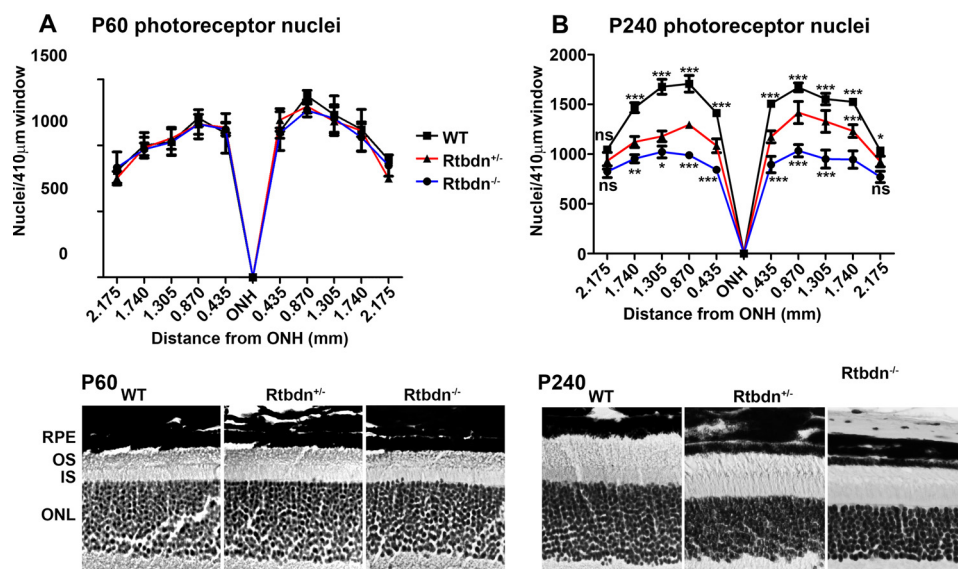 A P60 photoreceptor nuclei
1500
1000
500
0
Nuclei/410μm window
2.175 1.740 1.305 0.870 0.435 ONH 0.435 0.870 1.305 1.740 2.175
Distance from ONH (mm)
WT
Rtbdn+/-
Rtbdn-/-
B P240 photoreceptor nuclei
2000
1500
1000
500
0
Nuclei/410μm window
*** *** *** *** *** *** *** *** *** *
ns
ns
** * *** *** *** *** *** ns
2.175 1.740 1.305 0.870 0.435 ONH 0.435 0.870 1.305 1.740 2.175
Distance from ONH (mm)
P60
WT Rtbdn+/- Rtbdn-/-
RPE
OS
IS
ONL
P240
WT Rtbdn+/- Rtbdn-/-